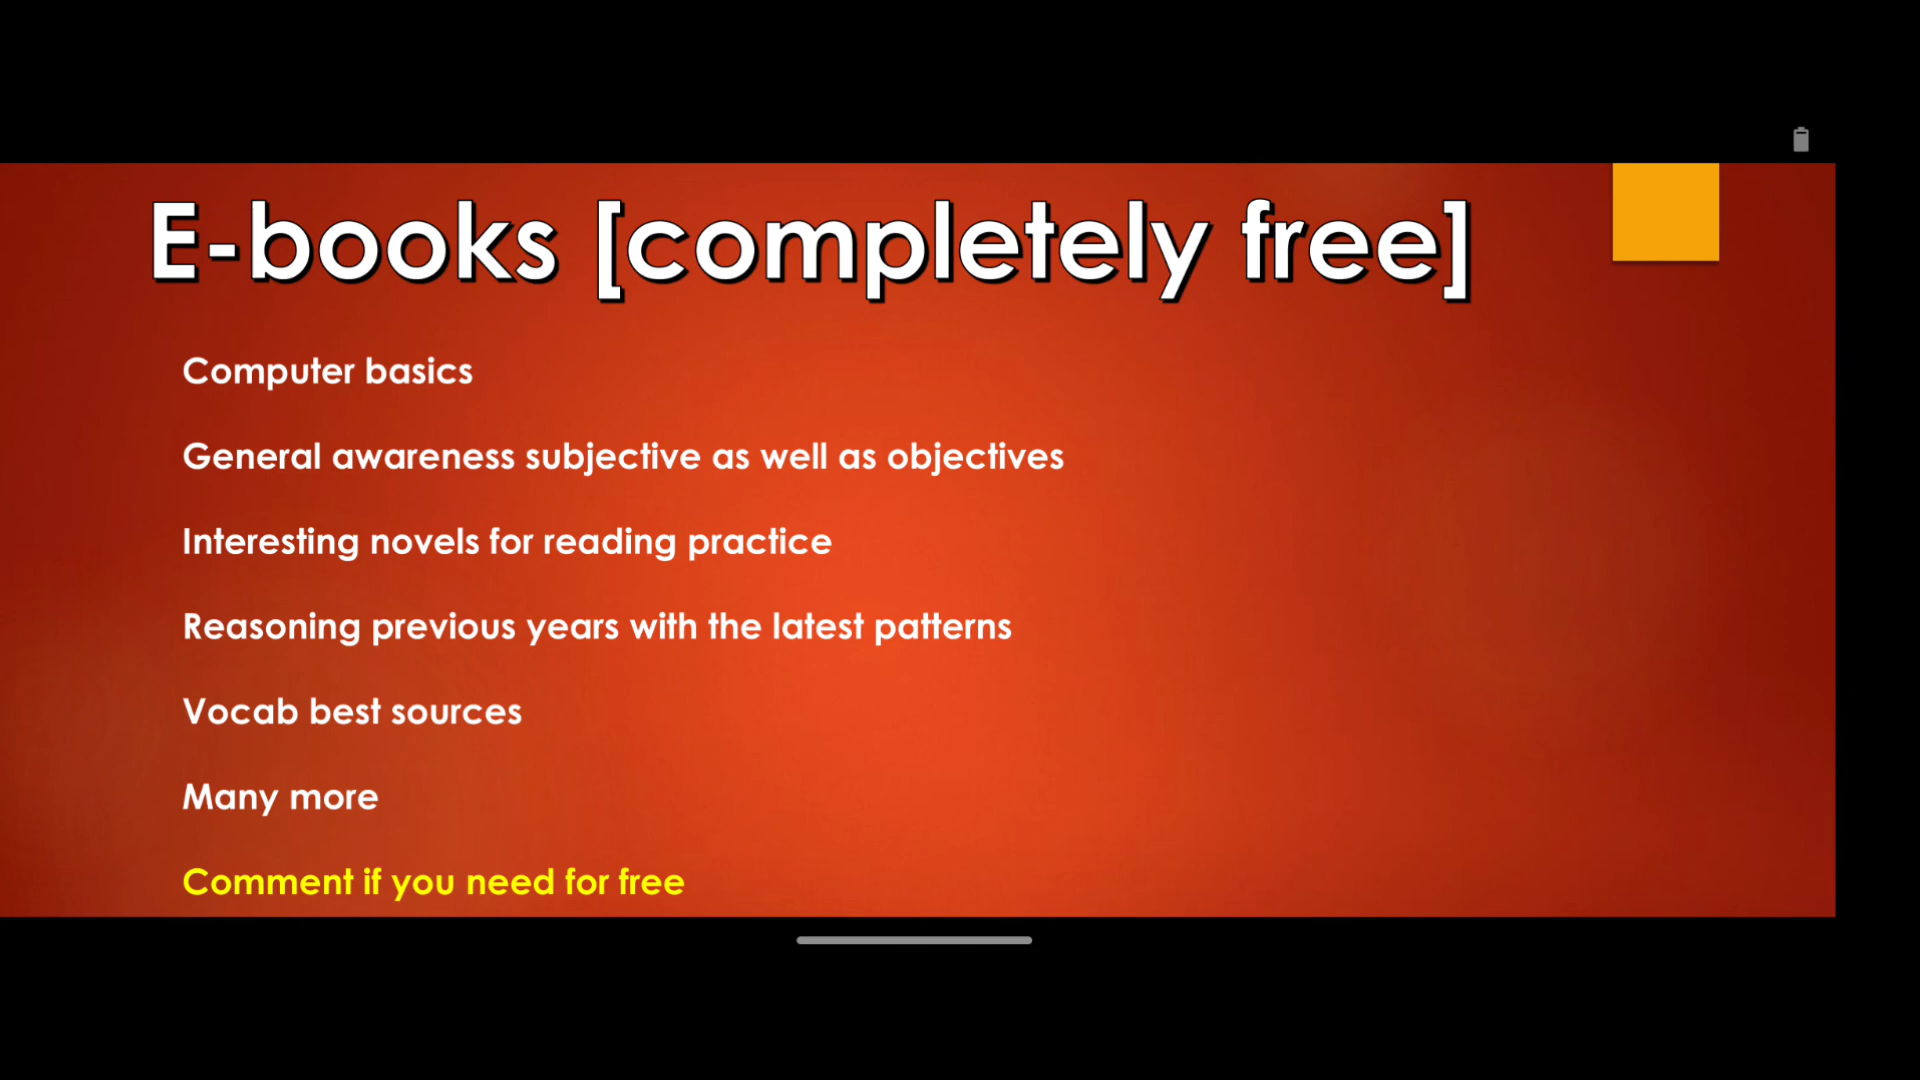 E-books [completely free]
Computer basics
General awareness subjective as well as objectives
Interesting novels for reading practice
Reasoning previous years with the latest patterns
Vocab best sources
Many more
Comment if you need for free